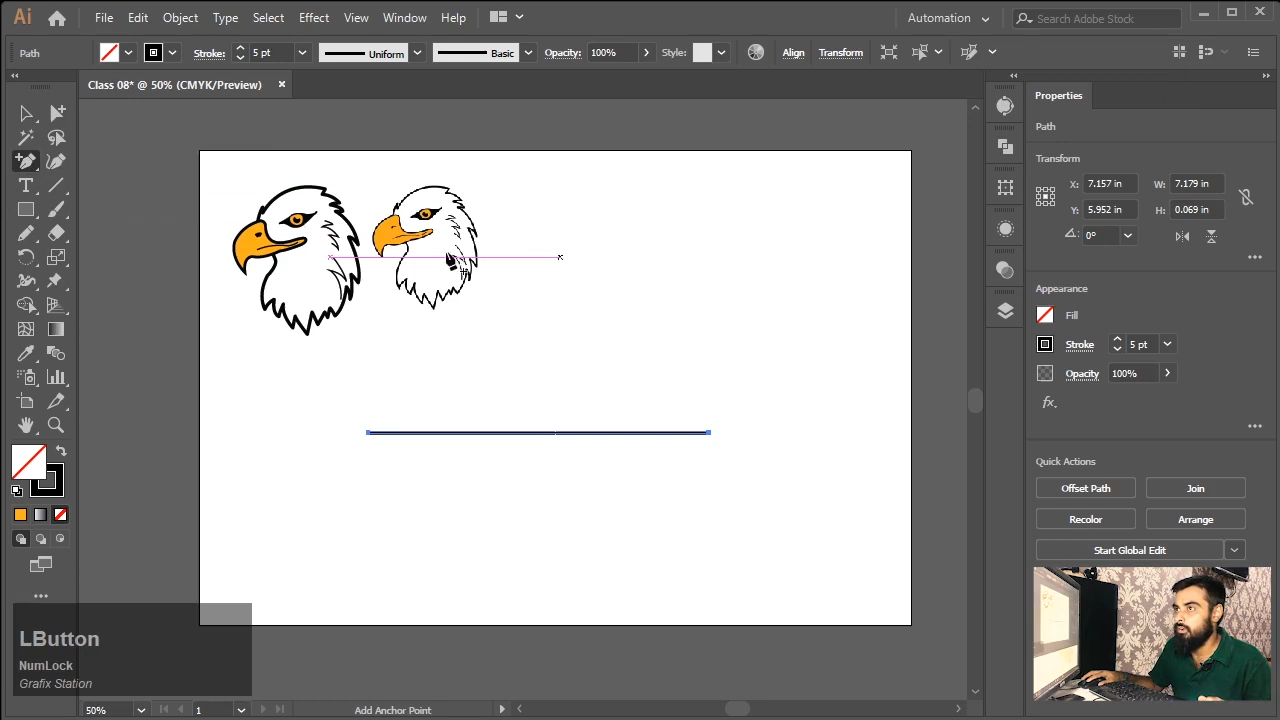 Ai
File Edit Object Type Select Effect View Window Help
Automation
Search Adobe Stock
Path
Stroke: 5 pt
Uniform
Basic
Opacity: 100%
Style:
Align
Transform
Class 08* @ 50% (CMYK/Preview)
Properties
Path
Transform
X: 7.157 in W: 7.179 in
Y: 5.952 in H: 0.069 in
0°
Appearance
Fill
Stroke 5 pt
Opacity 100%
fx.
Quick Actions
Offset Path Join
Recolor Arrange
Start Global Edit
LButton
NumLock
Grafix Station
50% 1 Add Anchor Point